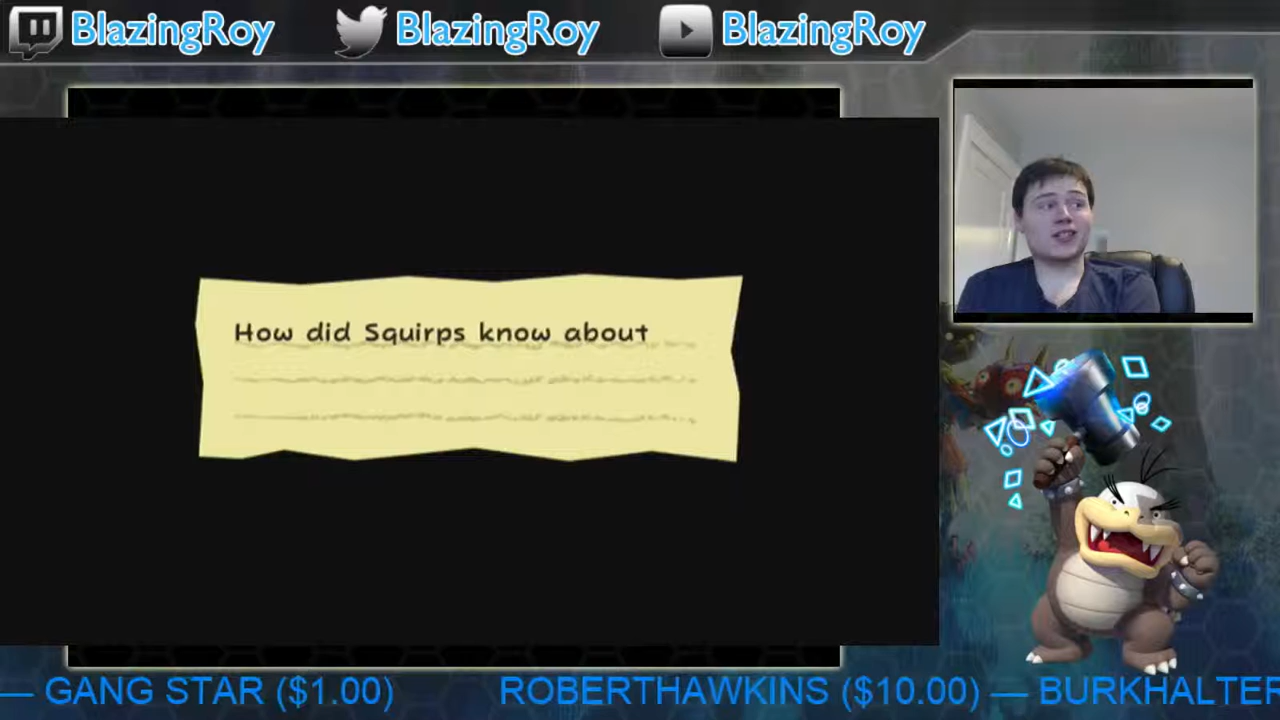 BlazingRoy BlazingRoy BlazingRoy
How did Squirps know about
— GANG STAR ($1.00) ROBERTHAWKINS ($10.00) — BURKHALTER